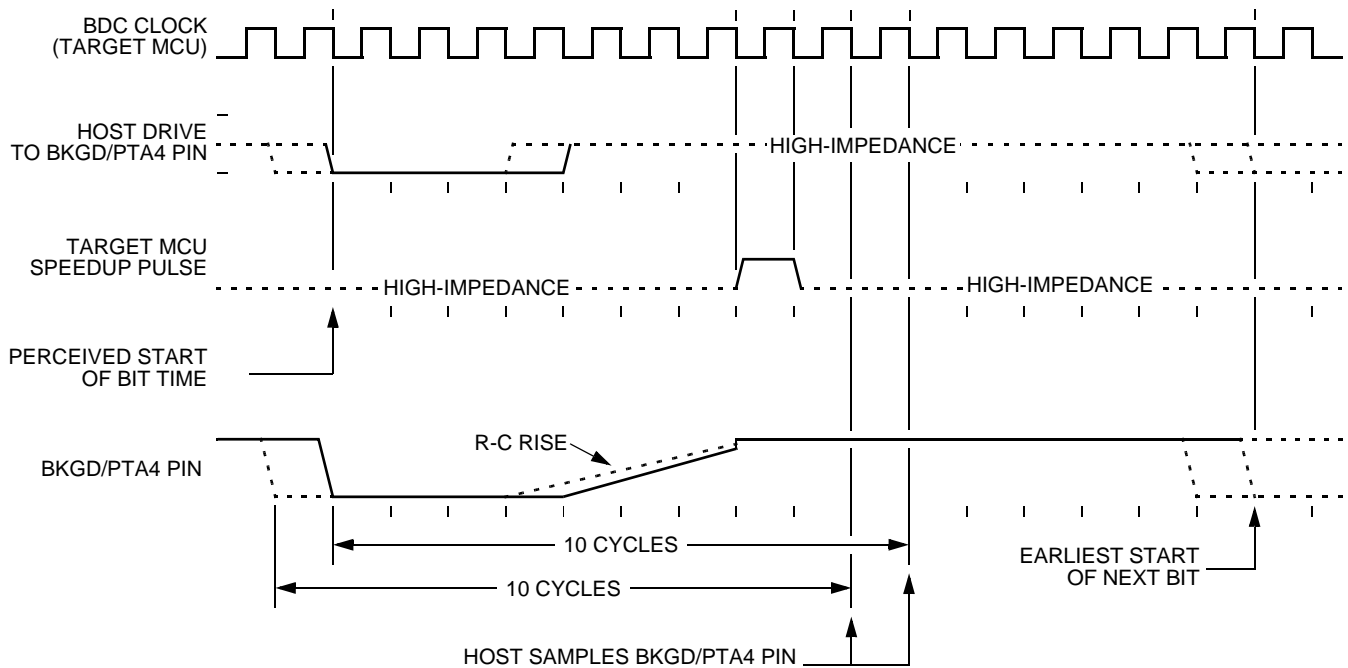 BDC CLOCK
(TARGET MCU)
HOST DRIVE
TO BKGD/PTA4 PIN
HIGH-IMPEDANCE
TARGET MCU
SPEEDUP PULSE
HIGH-IMPEDANCE
HIGH-IMPEDANCE
PERCEIVED START
OF BIT TIME
R-C RISE
BKGD/PTA4 PIN
10 CYCLES
EARLIEST START
OF NEXT BIT
10 CYCLES
HOST SAMPLES BKGD/PTA4 PIN